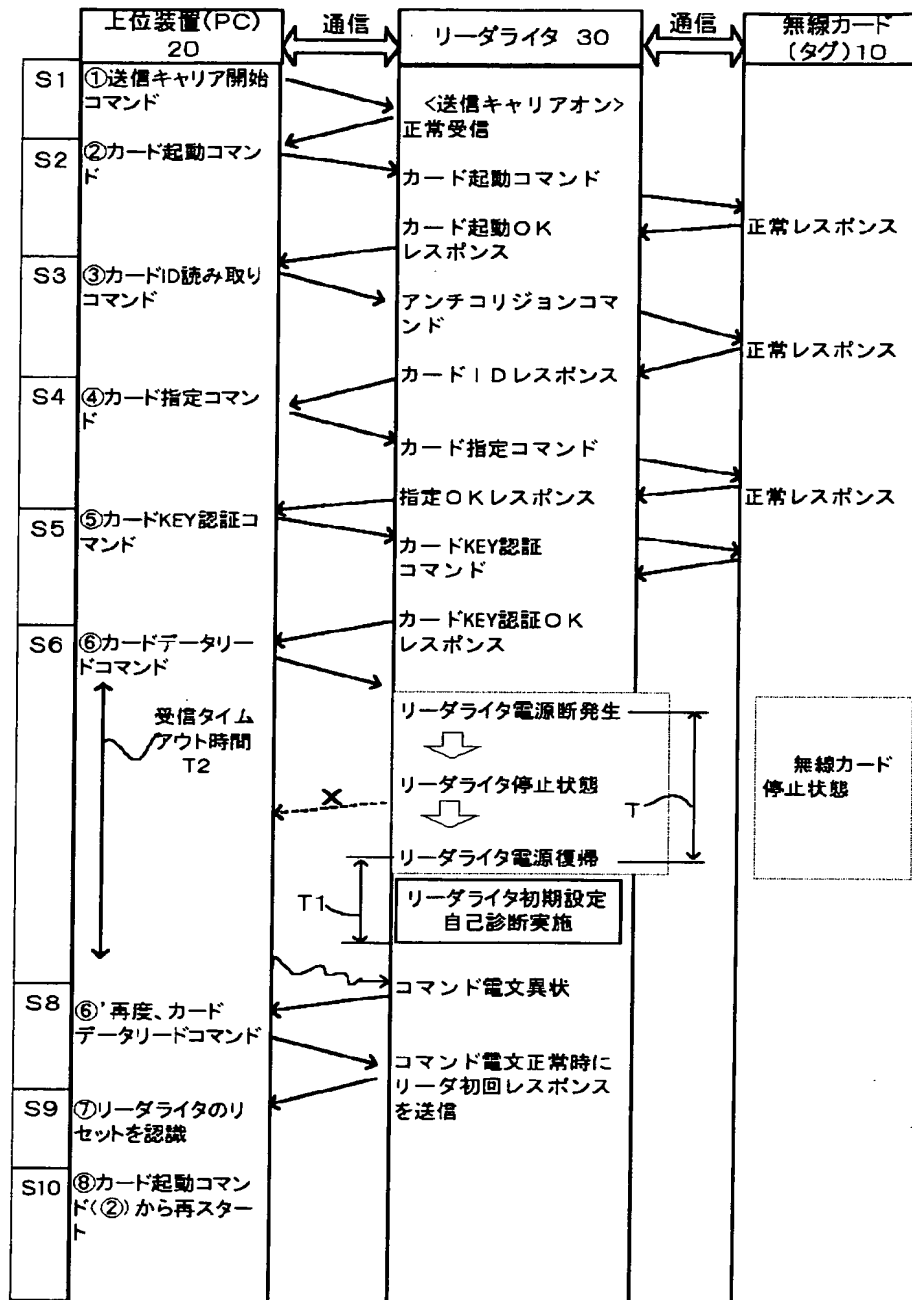 上位装置(PC)
20
通信
リーダライタ 30
通信
無線カード
(タグ)10
S1
①送信キャリア開始
コマンド
<送信キャリアオン>
正常受信
S2
②カード起動コマン
ド
カード起動コマンド
カード起動OK
レスポンス
正常レスポンス
S3
③カードID読み取り
コマンド
アンチコリジョンコマ
ンド
正常レスポンス
カードIDレスポンス
S4
④カード指定コマン
ド
カード指定コマンド
指定OKレスポンス
正常レスポンス
S5
⑤カードKEY認証コ
マンド
カードKEY認証
コマンド
カードKEY認証OK
レスポンス
S6
⑥カードデータリー
ドコマンド
受信タイム
アウト時間
T2
リーダライタ電源断発生
リーダライタ停止状態
×
T
無線カード
停止状態
リーダライタ電源復帰
T1
リーダライタ初期設定
自己診断実施
コマンド電文異状
S8
⑥'再度、カード
データリードコマンド
コマンド電文正常時に
リーダ初回レスポンス
を送信
S9
⑦リーダライタのリ
セットを認識
S10
⑧カード起動コマン
ド(②)から再スター
ト